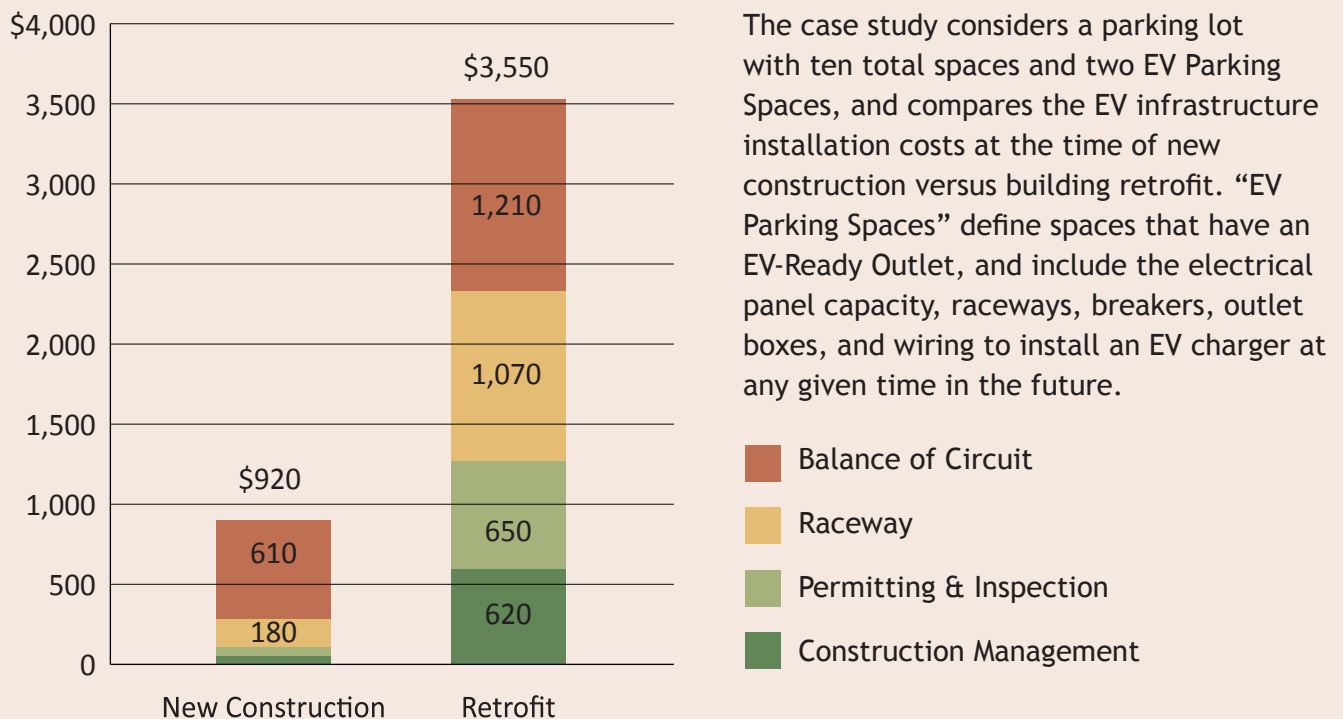 $4,000
3,500
3,000
2,500
2,000
1,500
1,000
500
0
$920
610
180
$3,550
1,210
1,070
650
620
New Construction
Retrofit
The case study considers a parking lot
with ten total spaces and two EV Parking
Spaces, and compares the EV infrastructure
installation costs at the time of new
construction versus building retrofit. “EV
Parking Spaces” define spaces that have an
EV-Ready Outlet, and include the electrical
panel capacity, raceways, breakers, outlet
boxes, and wiring to install an EV charger at
any given time in the future.
Balance of Circuit
Raceway
Permitting & Inspection
Construction Management